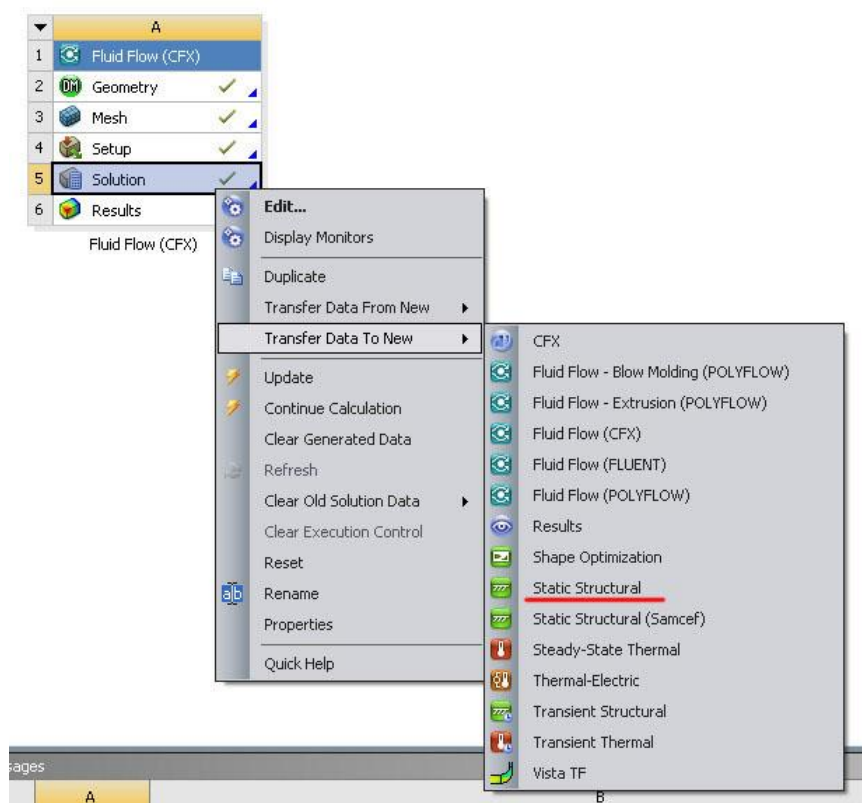 A
1 Fluid Flow (CFX)
2 Geometry
3 Mesh
4 Setup
5 Solution
6 Results
Fluid Flow (CFX)
Edit...
Display Monitors
Duplicate
Transfer Data From New
Transfer Data To New
Update
Continue Calculation
Clear Generated Data
Refresh
Clear Old Solution Data
Clear Execution Control
Reset
Rename
Properties
Quick Help
CFX
Fluid Flow - Blow Molding (POLYFLOW)
Fluid Flow - Extrusion (POLYFLOW)
Fluid Flow (CFX)
Fluid Flow (FLUENT)
Fluid Flow (POLYFLOW)
Results
Shape Optimization
Static Structural
Static Structural (Samcef)
Steady-State Thermal
Thermal-Electric
Transient Structural
Transient Thermal
Vista TF
sages
A B